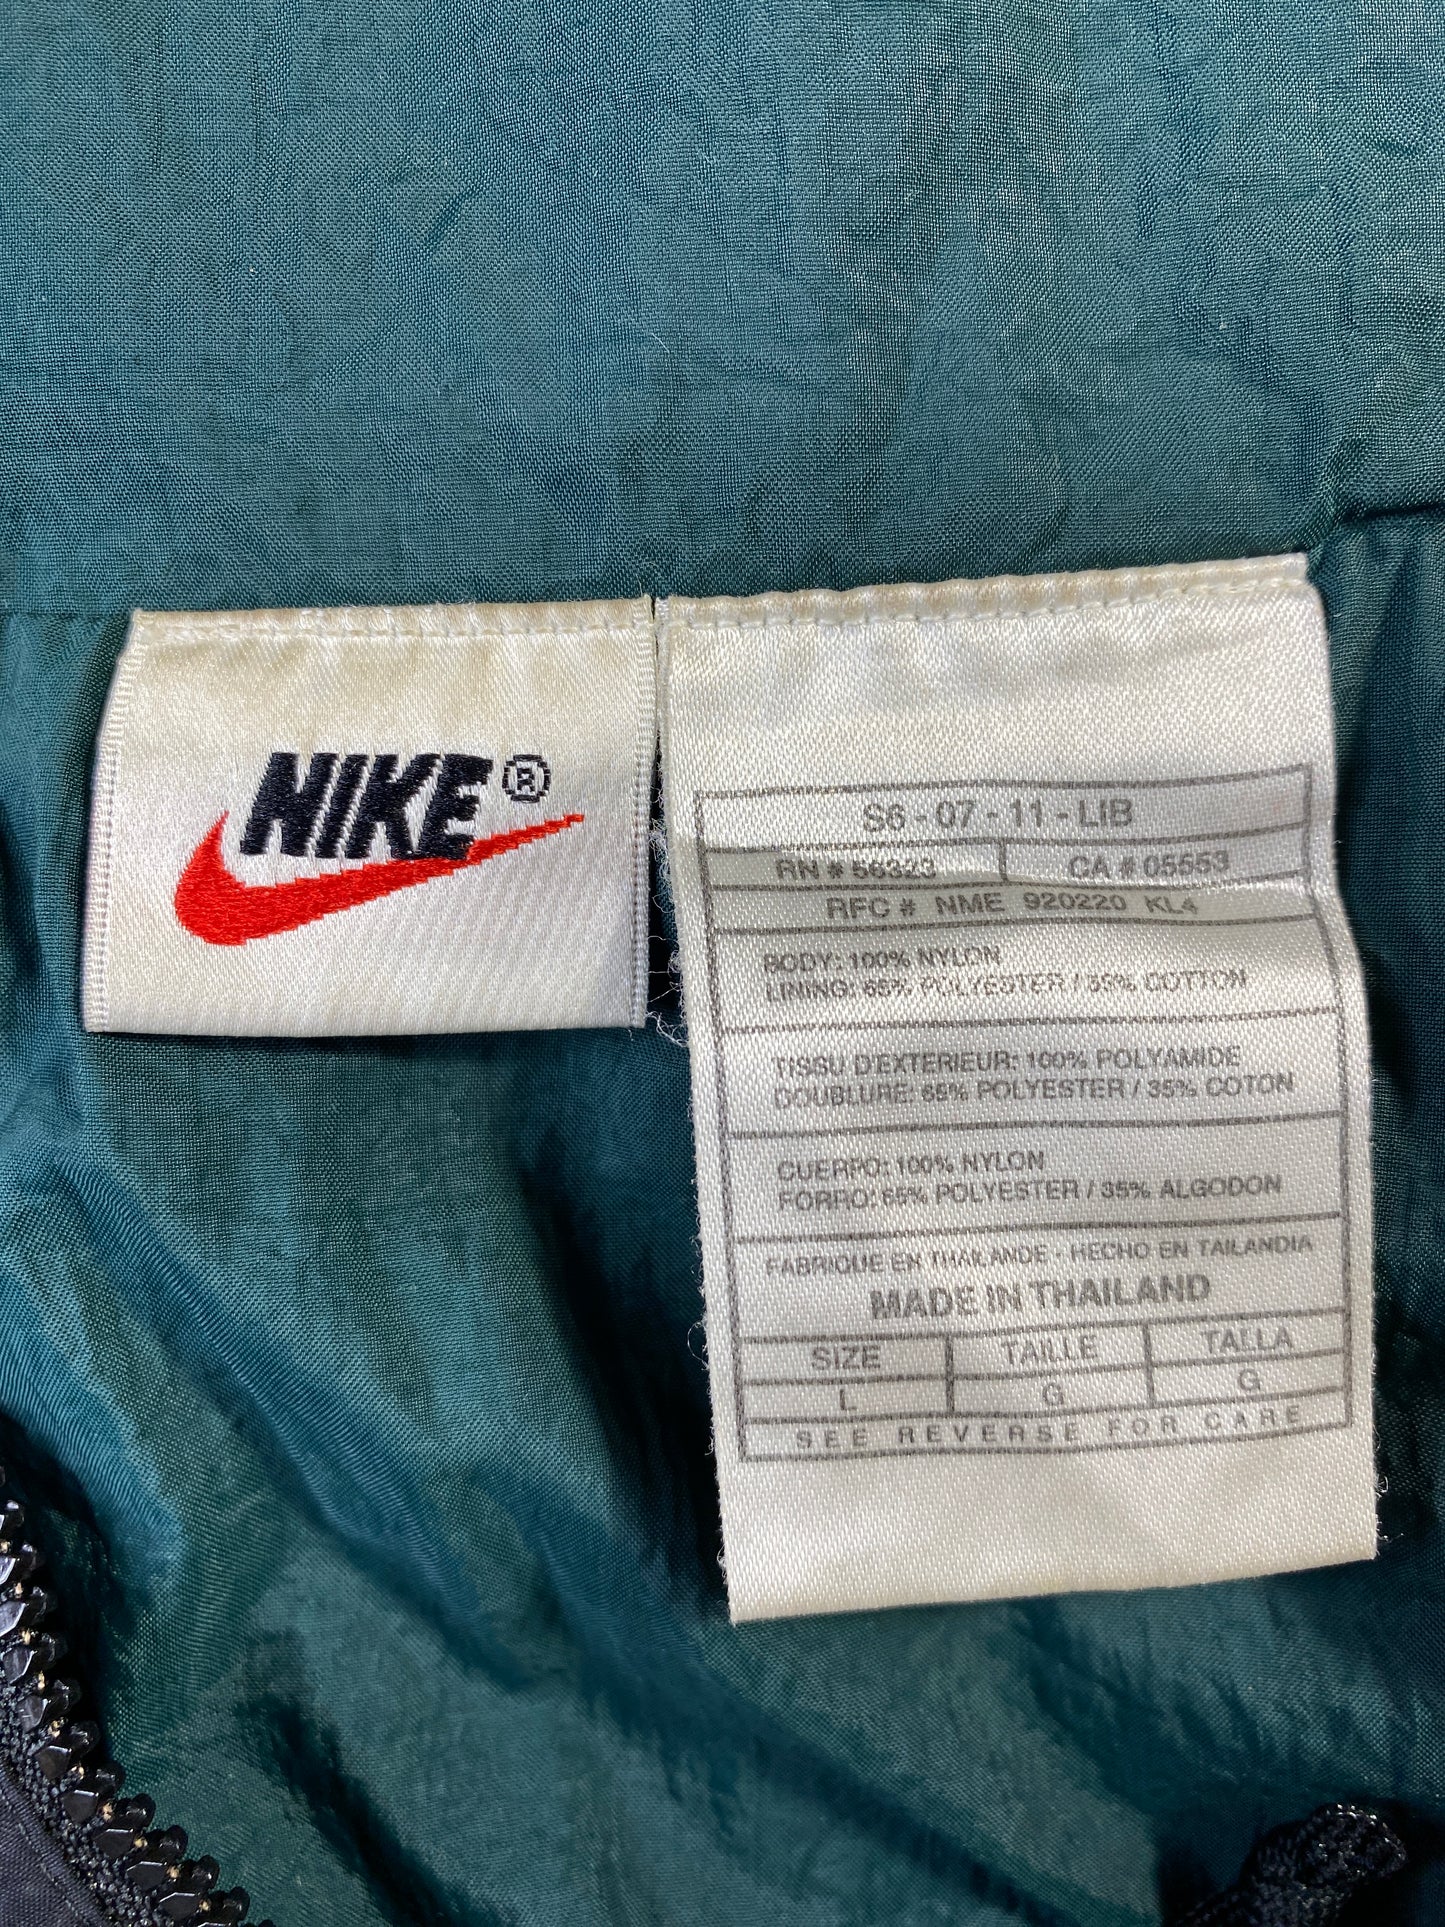 NIKE®
S6 - 07 - 11 - LIB
RN # 56323 CA # 05553
RFC # NME 920220 KL4
BODY: 100% NYLON
LINING: 65% POLYESTER / 35% COTTON
TISSU D'EXTERIEUR: 100% POLYAMIDE
DOUBLURE: 65% POLYESTER / 35% COTON
CUERPO: 100% NYLON
FORRO: 65% POLYESTER / 35% ALGODON
FABRIQUE EN THAILANDE - HECHO EN TAILANDIA
MADE IN THAILAND
SIZE TAILLE TALLA
L G G
SEE REVERSE FOR CARE